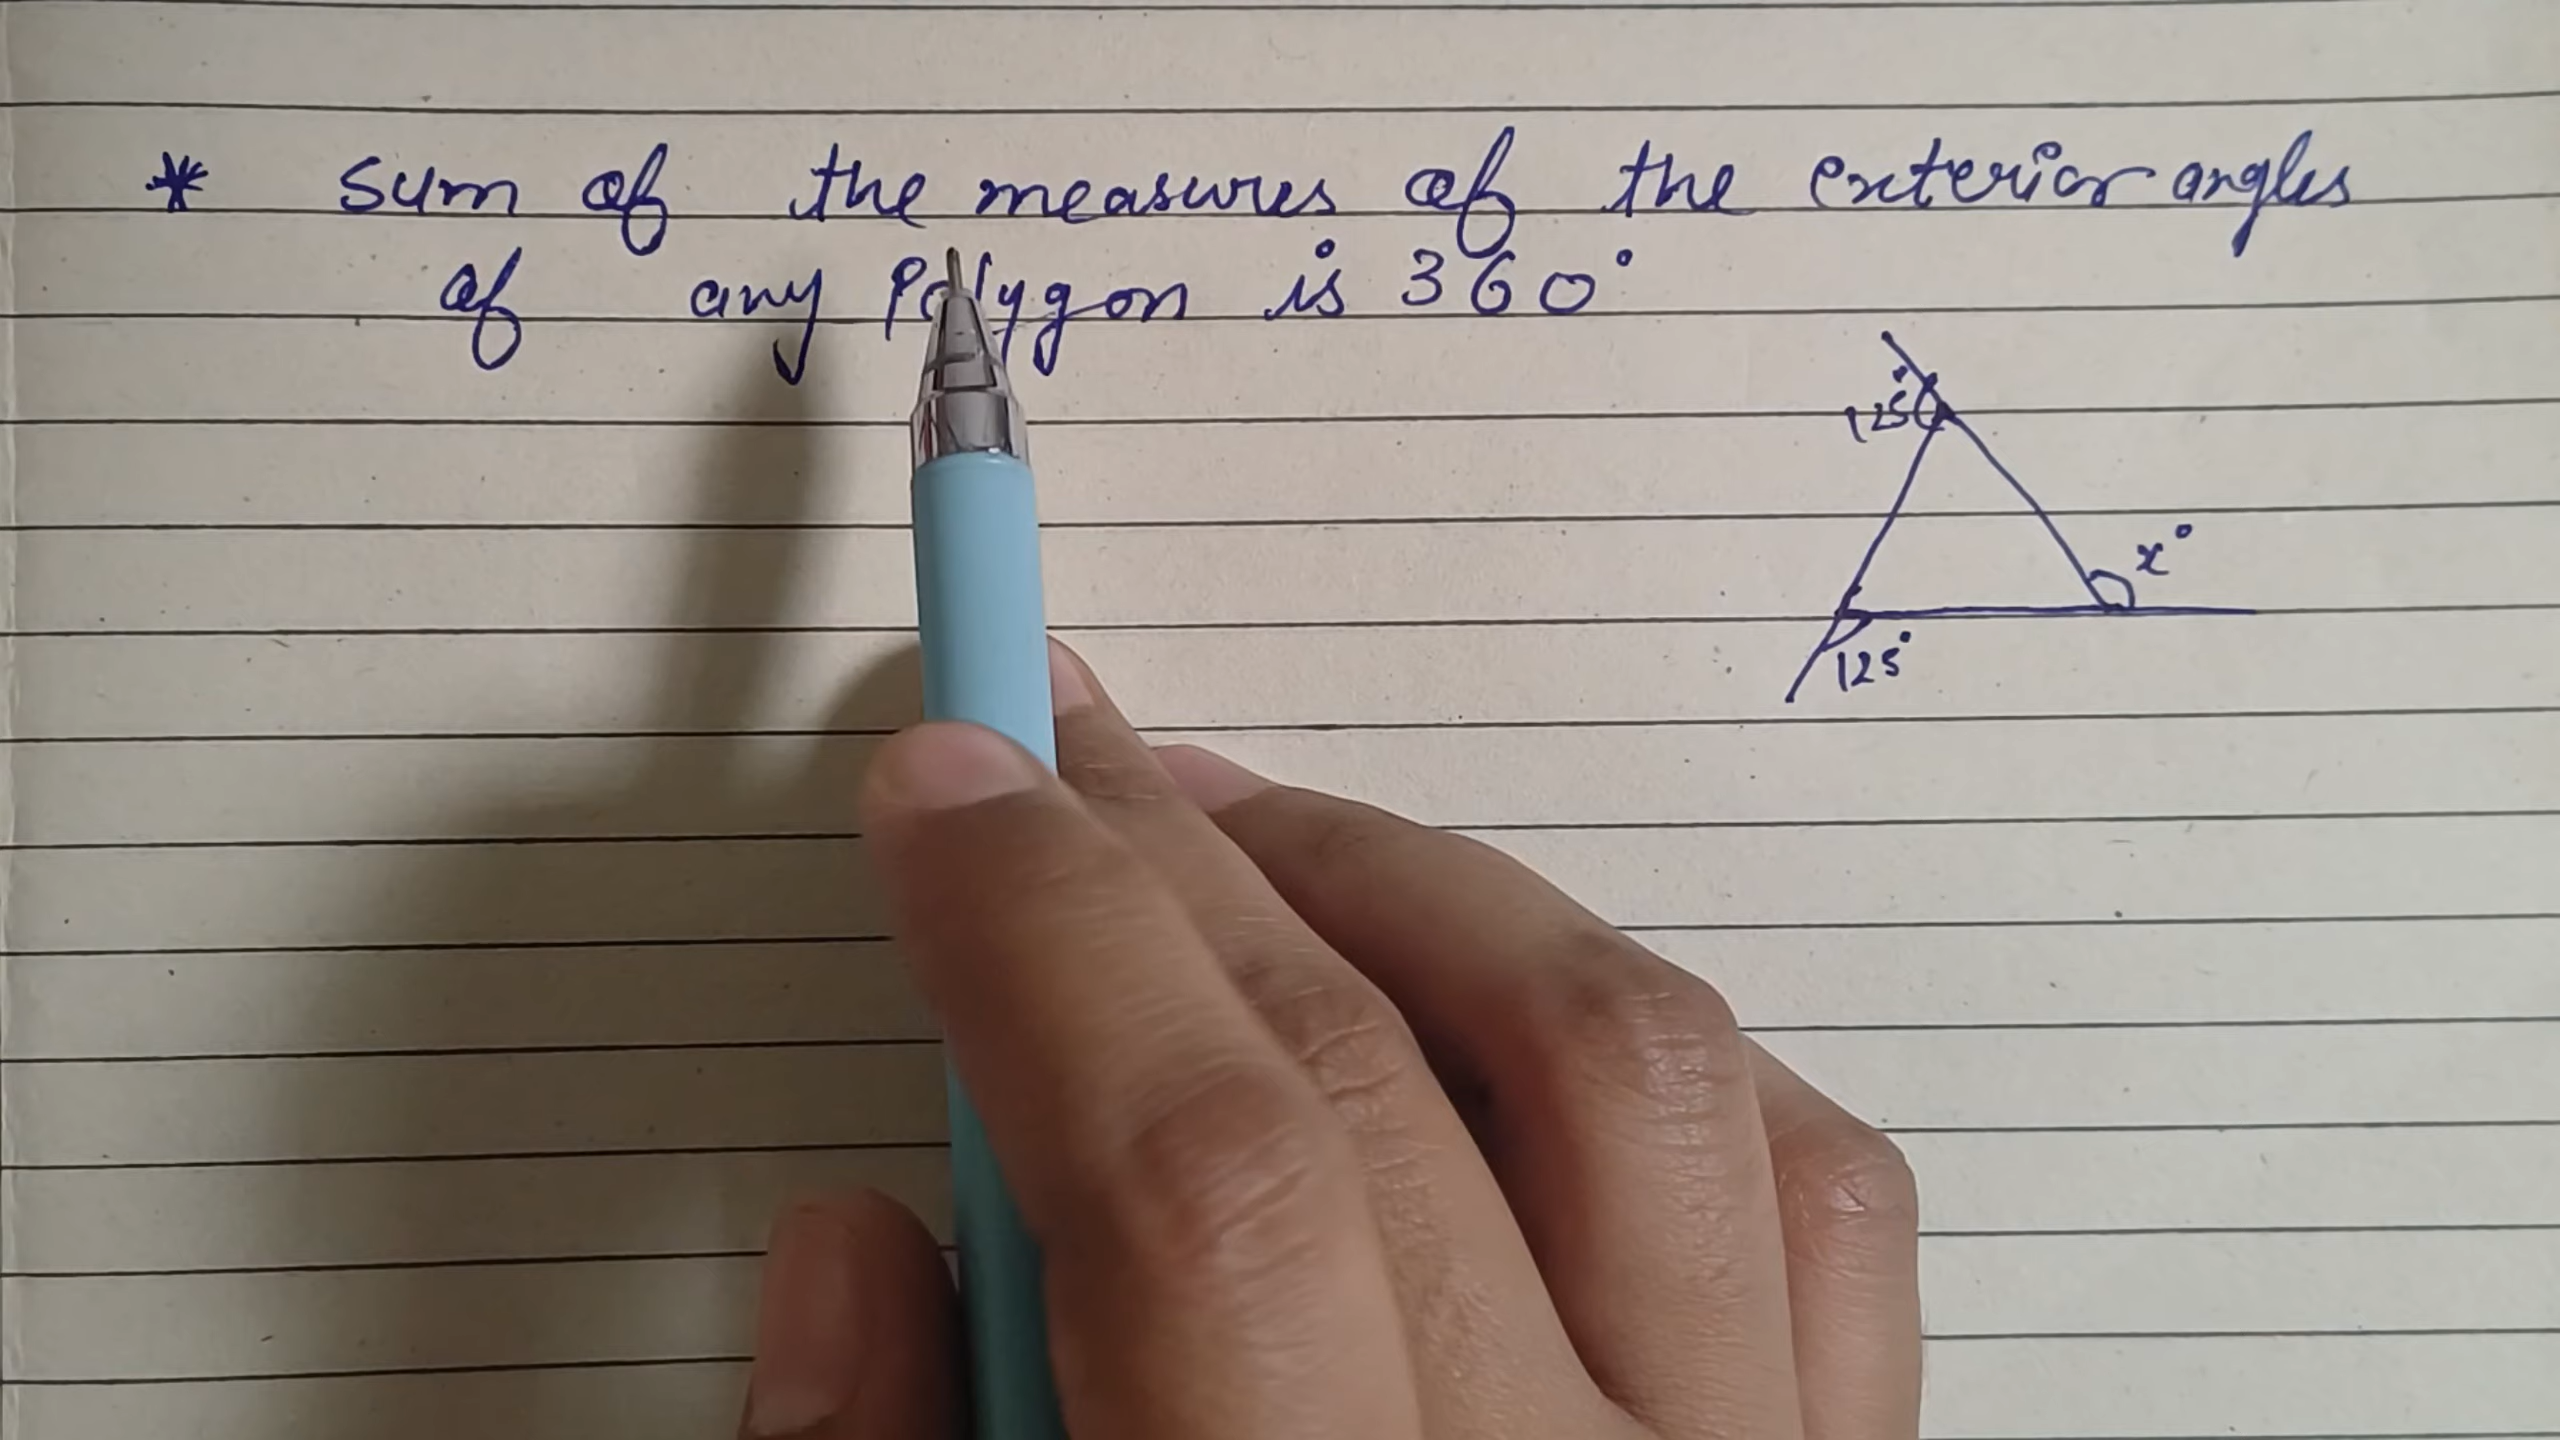 * Sum of the measures of the exterior angles
of any Polygon is 360°
125°
x°
125°